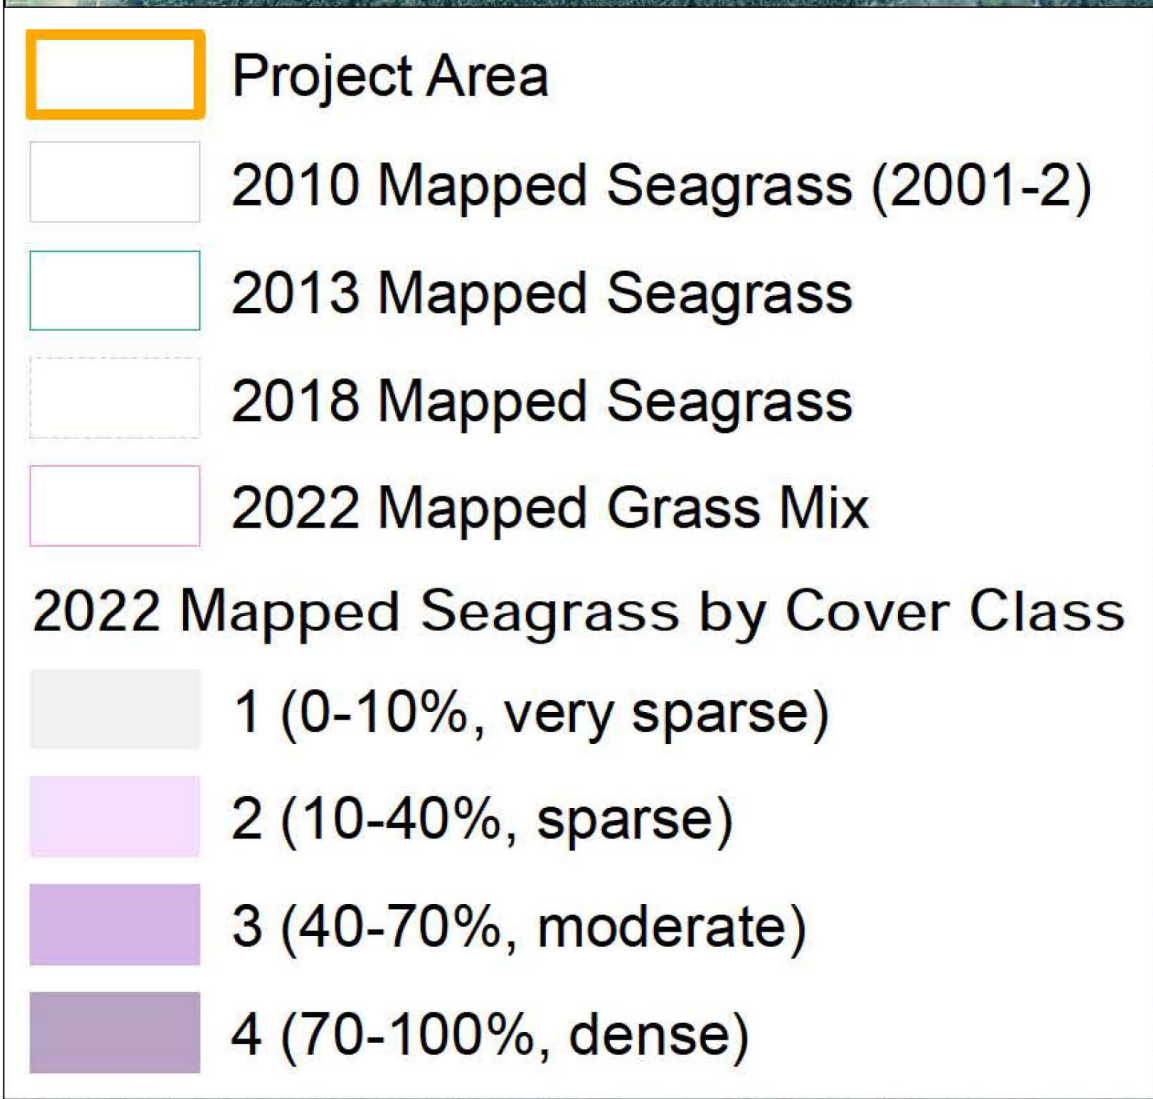 Project Area
2010 Mapped Seagrass (2001-2)
2013 Mapped Seagrass
2018 Mapped Seagrass
2022 Mapped Grass Mix
2022 Mapped Seagrass by Cover Class
1 (0-10%, very sparse)
2 (10-40%, sparse)
3 (40-70%, moderate)
4 (70-100%, dense)